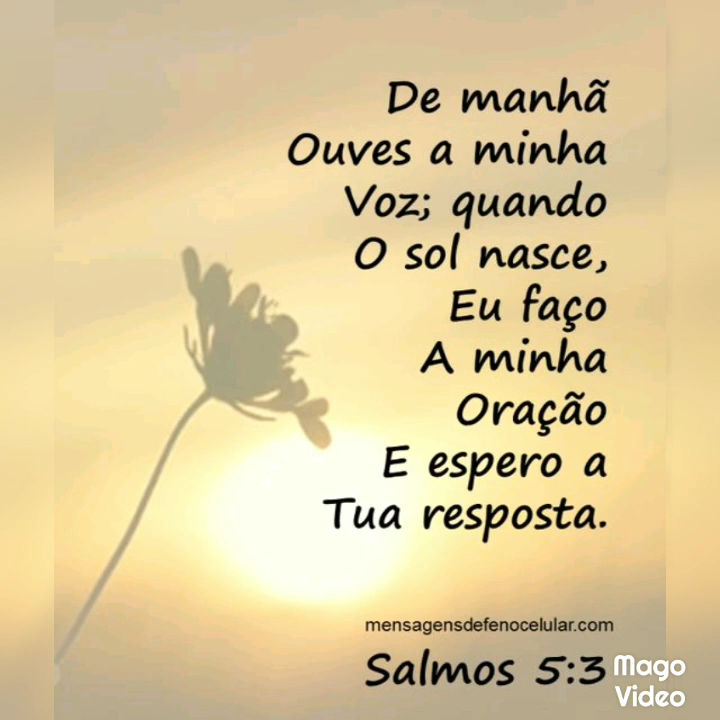 De manhã
Ouves a minha
Voz; quando
O sol nasce,
Eu faço
A minha
Oração
E espero a
Tua resposta.
mensagensdefenocelular.com
Salmos 5:3
Mago
Video